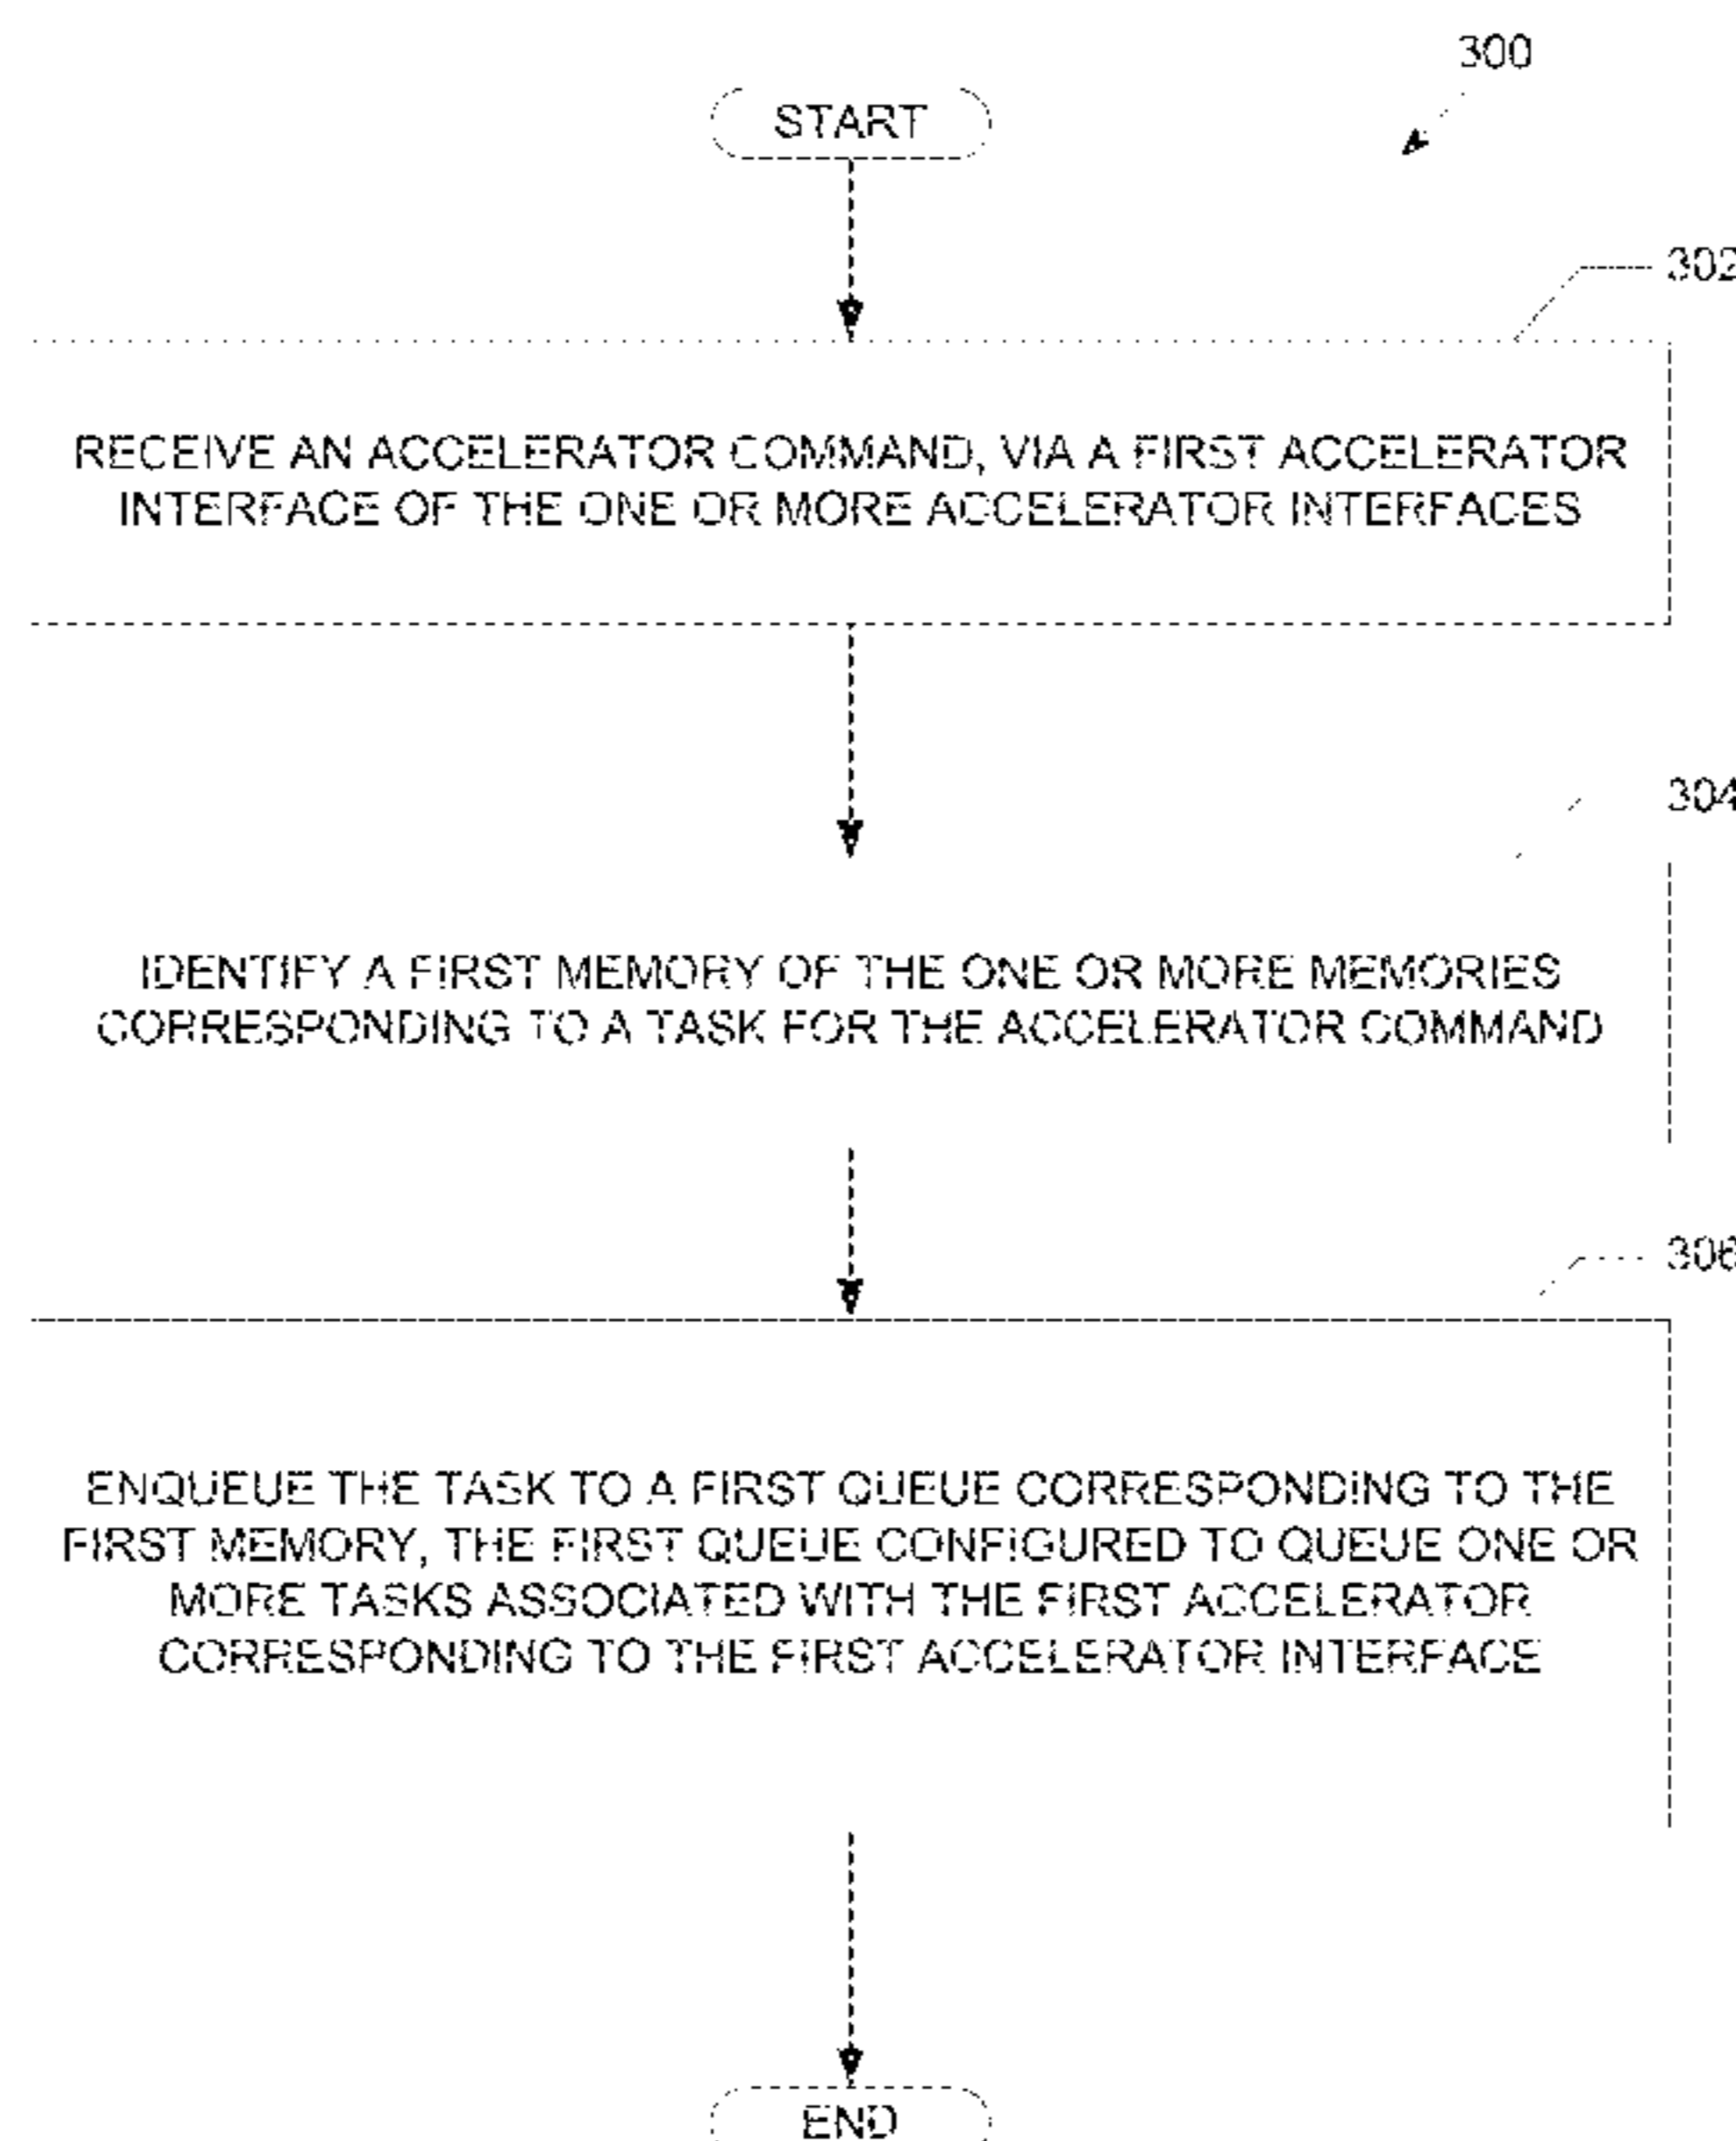 300
START
302
RECEIVE AN ACCELERATOR COMMAND, VIA A FIRST ACCELERATOR
INTERFACE OF THE ONE OR MORE ACCELERATOR INTERFACES
304
IDENTIFY A FIRST MEMORY OF THE ONE OR MORE MEMORIES
CORRESPONDING TO A TASK FOR THE ACCELERATOR COMMAND
306
ENQUEUE THE TASK TO A FIRST QUEUE CORRESPONDING TO THE
FIRST MEMORY, THE FIRST QUEUE CONFIGURED TO QUEUE ONE OR
MORE TASKS ASSOCIATED WITH THE FIRST ACCELERATOR
CORRESPONDING TO THE FIRST ACCELERATOR INTERFACE
END